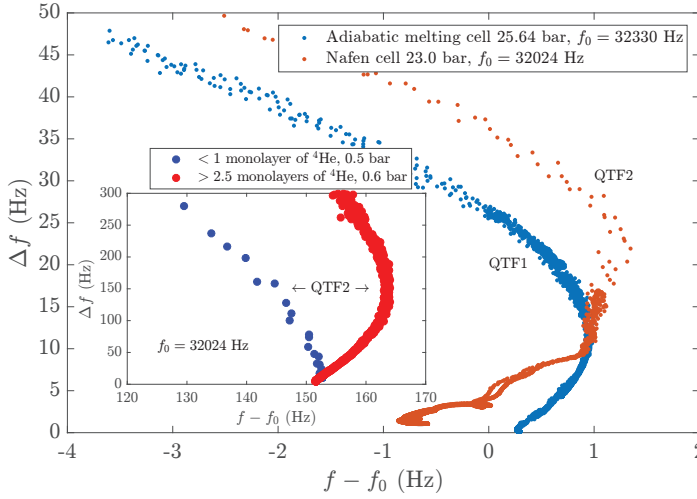 50
45
40
35
30
25
20
15
10
5
0
Δf (Hz)
-4
-3
-2
-1
0
1
2
f − f0 (Hz)
Adiabatic melting cell 25.64 bar, f0 = 32330 Hz
Nafen cell 23.0 bar, f0 = 32024 Hz
QTF2
QTF1
< 1 monolayer of ⁴He, 0.5 bar
> 2.5 monolayers of ⁴He, 0.6 bar
300
250
200
150
100
50
0
Δf (Hz)
← QTF2 →
f0 = 32024 Hz
120
130
140
150
160
170
f − f0 (Hz)